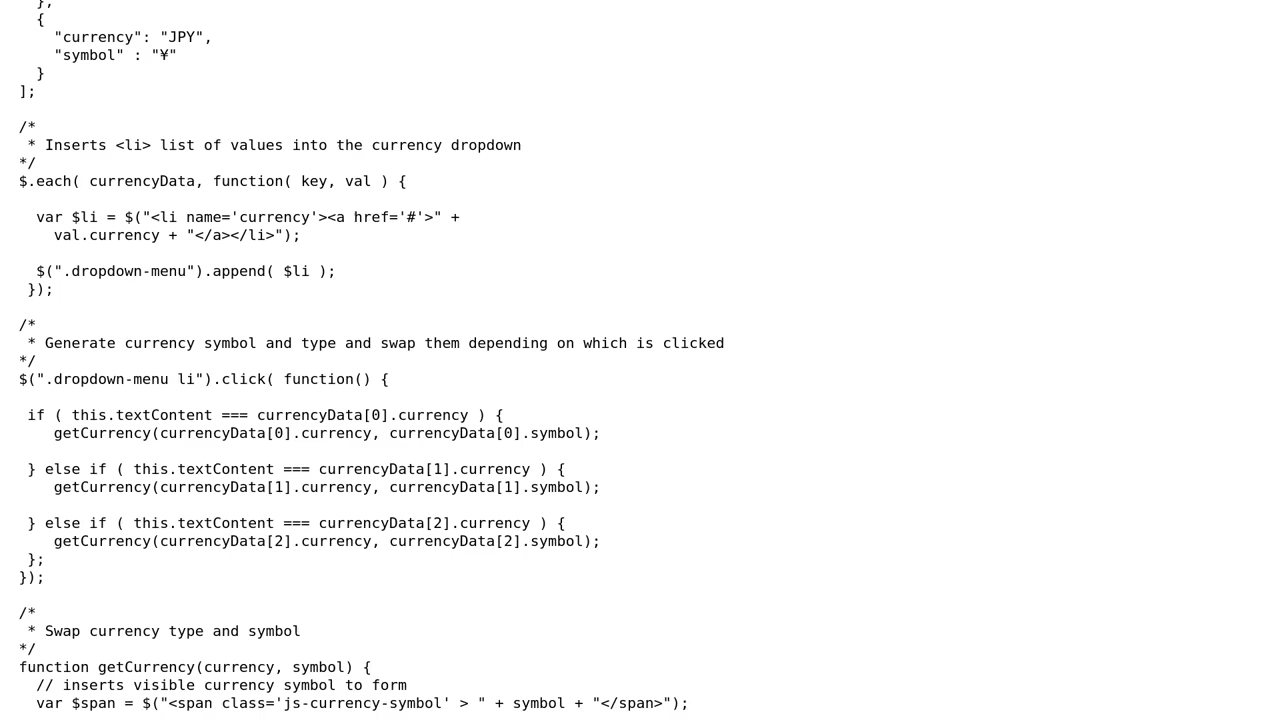 },
  {
    "currency": "JPY",
    "symbol" : "¥"
  }
];

/*
 * Inserts <li> list of values into the currency dropdown
*/
$.each( currencyData, function( key, val ) {

  var $li = $("<li name='currency'><a href='#'>" +
    val.currency + "</a></li>");

  $(".dropdown-menu").append( $li );
 });

/*
 * Generate currency symbol and type and swap them depending on which is clicked
*/
$(".dropdown-menu li").click( function() {

 if ( this.textContent === currencyData[0].currency ) {
    getCurrency(currencyData[0].currency, currencyData[0].symbol);

 } else if ( this.textContent === currencyData[1].currency ) {
    getCurrency(currencyData[1].currency, currencyData[1].symbol);

 } else if ( this.textContent === currencyData[2].currency ) {
    getCurrency(currencyData[2].currency, currencyData[2].symbol);
 };
});

/*
 * Swap currency type and symbol
*/
function getCurrency(currency, symbol) {
  // inserts visible currency symbol to form
  var $span = $("<span class='js-currency-symbol' > " + symbol + "</span>");